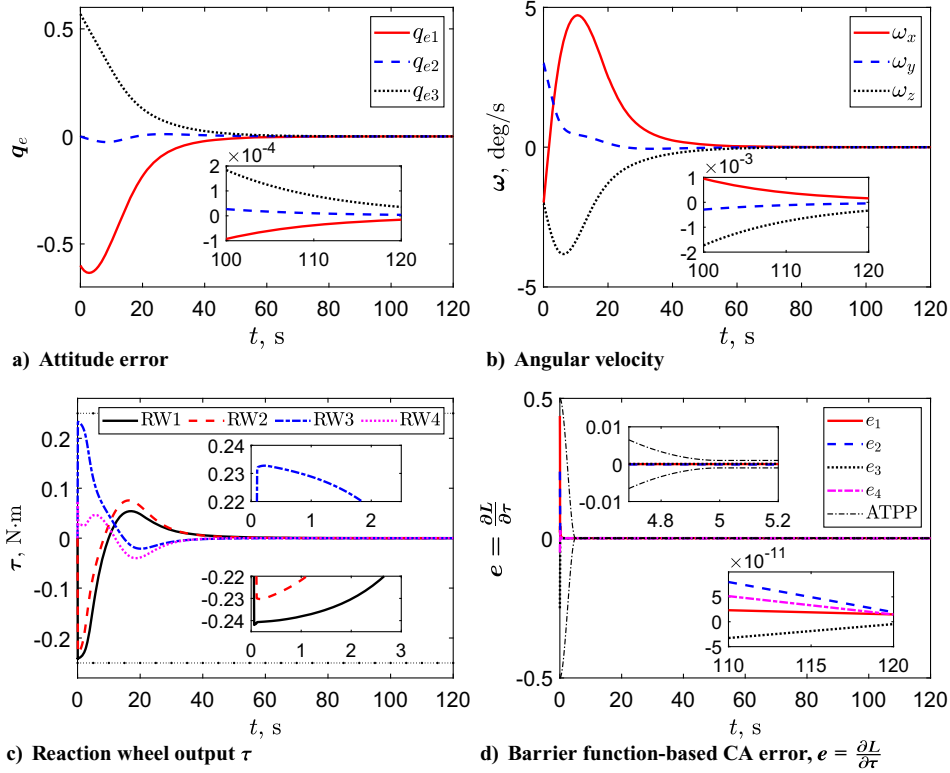 0.5
0
-0.5
q_e
0 20 40 60 80 100 120
t, s
q_{e1}
q_{e2}
q_{e3}
×10^{-4}
2
1
0
-1
100 110 120
a) Attitude error
5
0
-5
ω, deg/s
0 20 40 60 80 100 120
t, s
ω_x
ω_y
ω_z
×10^{-3}
1
0
-1
-2
100 110 120
b) Angular velocity
0.2
0.1
0
-0.1
-0.2
τ, N·m
0 20 40 60 80 100 120
t, s
RW1 RW2 RW3 RW4
0.24
0.23
0.22
0 1 2
-0.22
-0.23
-0.24
0 1 2 3
c) Reaction wheel output τ
0.5
0
-0.5
e = ∂L/∂τ
0 20 40 60 80 100 120
t, s
e_1
e_2
e_3
e_4
ATPP
0.01
0
-0.01
4.8 5 5.2
×10^{-11}
5
0
-5
110 115 120
d) Barrier function-based CA error, e = ∂L/∂τ